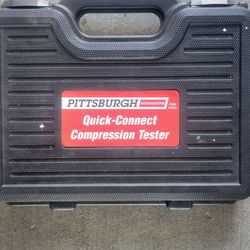 PITTSBURGH
Quick-Connect
Compression Tester